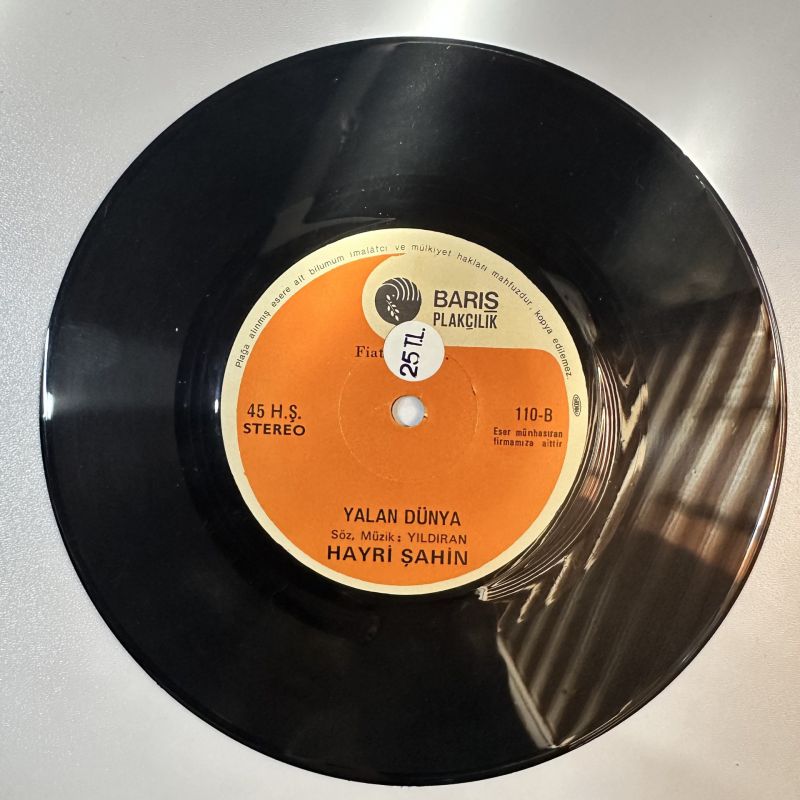 Plağa alınmış esere ait bilumum imalâtçı ve mülkiyet hakları mahfuzdur, kopya edilemez.
BARIŞ
PLAKÇILIK
Fiat
25 TL.
45 H.Ş.
STEREO
110-B
Eser münhasıran
firmamıza aittir
YALAN DÜNYA
Söz, Müzik: YILDIRAN
HAYRİ ŞAHİN